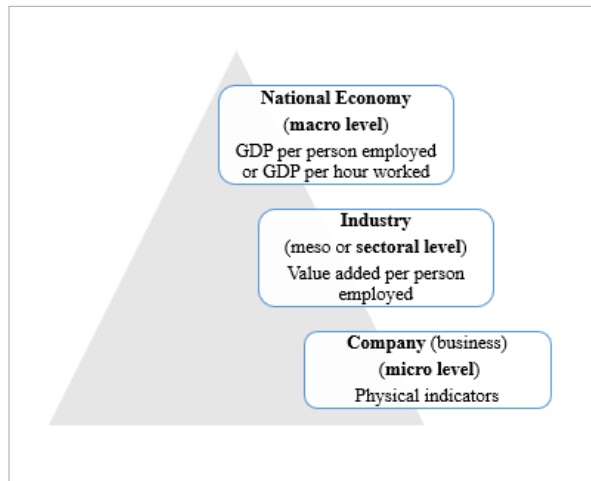 National Economy
(macro level)
GDP per person employed
or GDP per hour worked
Industry
(meso or sectoral level)
Value added per person
employed
Company (business)
(micro level)
Physical indicators